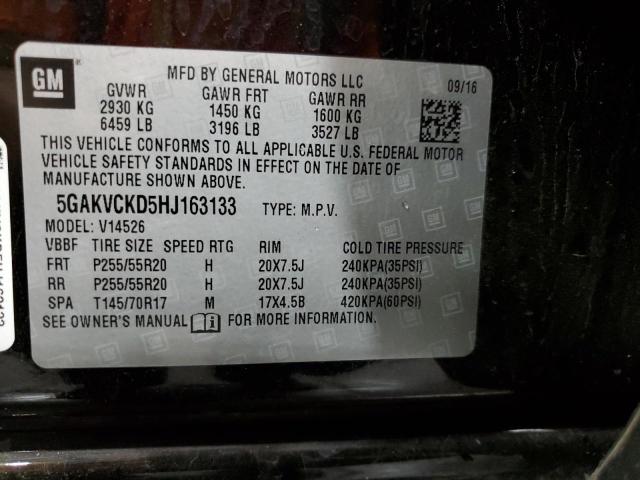 GM
MFD BY GENERAL MOTORS LLC
09/16
GVWR GAWR FRT GAWR RR
2930 KG 1450 KG 1600 KG
6459 LB 3196 LB 3527 LB
THIS VEHICLE CONFORMS TO ALL APPLICABLE U.S. FEDERAL MOTOR
VEHICLE SAFETY STANDARDS IN EFFECT ON THE DATE OF
MANUFACTURE SHOWN ABOVE.
5GAKVCKD5HJ163133 TYPE: M.P.V.
MODEL: V14526
VBBF TIRE SIZE SPEED RTG RIM COLD TIRE PRESSURE
FRT P255/55R20 H 20X7.5J 240KPA(35PSI)
RR P255/55R20 H 20X7.5J 240KPA(35PSI)
SPA T145/70R17 M 17X4.5B 420KPA(60PSI)
SEE OWNER'S MANUAL FOR MORE INFORMATION.